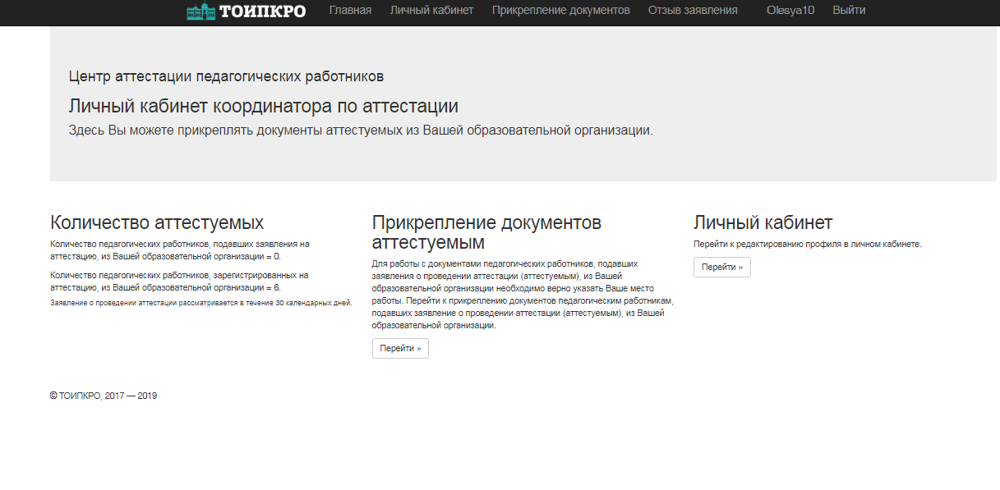 ТОИПКРО Главная Личный кабинет Прикрепление документов Отзыв заявления Olesya10 Выйти
Центр аттестации педагогических работников
Личный кабинет координатора по аттестации
Здесь Вы можете прикреплять документы аттестуемых из Вашей образовательной организации.
Количество аттестуемых
Количество педагогических работников, подавших заявления на
аттестацию, из Вашей образовательной организации = 0.
Количество педагогических работников, зарегистрированных на
аттестацию, из Вашей образовательной организации = 6.
Заявление о проведении аттестации рассматривается в течение 30 календарных дней.
Прикрепление документов
аттестуемым
Для работы с документами педагогических работников, подавших
заявления о проведении аттестации (аттестуемым), из Вашей
образовательной организации необходимо верно указать Ваше место
работы. Перейти к прикреплению документов педагогическим работникам,
подавших заявление о проведении аттестации (аттестуемым), из Вашей
образовательной организации.
Перейти »
Личный кабинет
Перейти к редактированию профиля в личном кабинете.
Перейти »
© ТОИПКРО, 2017 — 2019